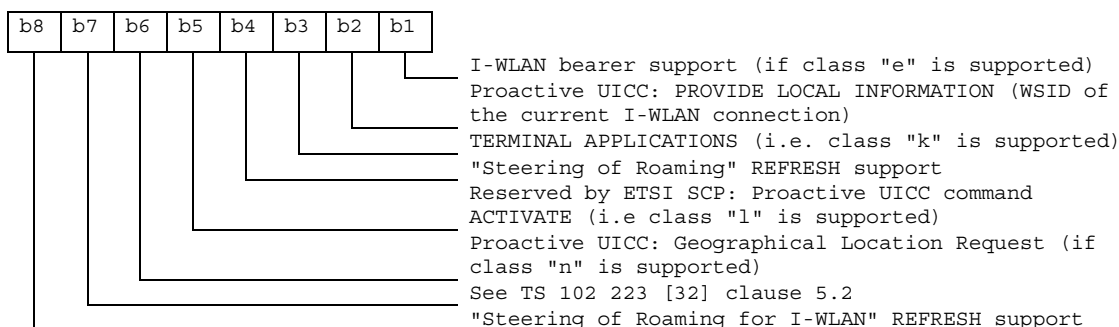 b8 b7 b6 b5 b4 b3 b2 b1
I-WLAN bearer support (if class "e" is supported)
Proactive UICC: PROVIDE LOCAL INFORMATION (WSID of
the current I-WLAN connection)
TERMINAL APPLICATIONS (i.e. class "k" is supported)
"Steering of Roaming" REFRESH support
Reserved by ETSI SCP: Proactive UICC command
ACTIVATE (i.e class "l" is supported)
Proactive UICC: Geographical Location Request (if
class "n" is supported)
See TS 102 223 [32] clause 5.2
"Steering of Roaming for I-WLAN" REFRESH support